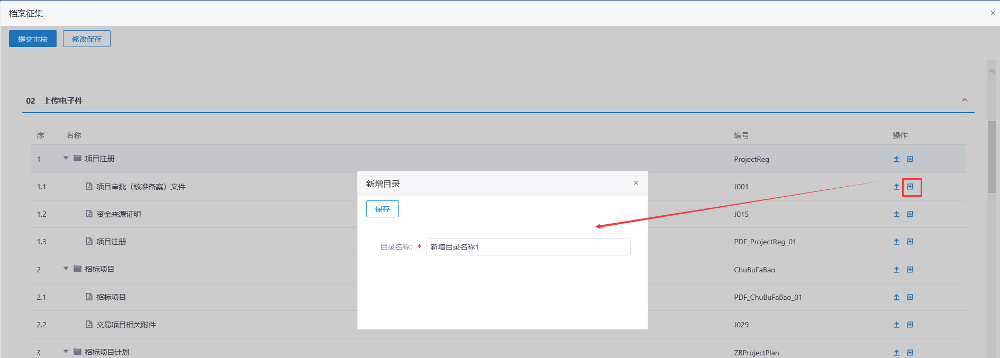 档案征集
提交审核 修改保存
02 上传电子件
序 名称 编号 操作
1 项目注册 ProjectReg
1.1 项目审批（核准备案）文件 J001
1.2 资金来源证明 J015
1.3 项目注册 PDF_ProjectReg_01
2 招标项目 ChuBuFaBao
2.1 招标项目 PDF_ChuBuFaBao_01
2.2 交易项目相关附件 J029
3 招标项目计划 ZBProjectPlan
新增目录
保存
目录名称：* 新增目录名称1